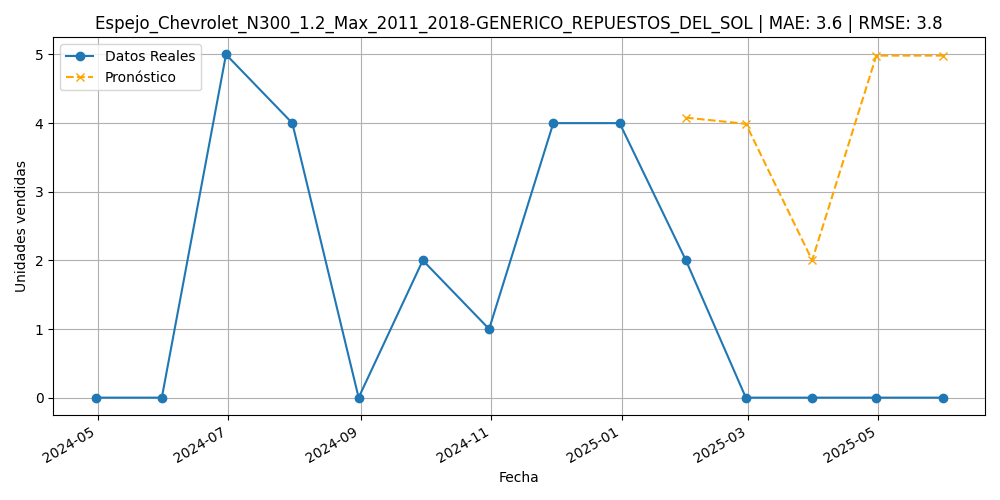 Espejo_Chevrolet_N300_1.2_Max_2011_2018-GENERICO_REPUESTOS_DEL_SOL | MAE: 3.6 | RMSE: 3.8
Datos Reales
Pronóstico
Unidades vendidas
5
4
3
2
1
0
2024-05
2024-07
2024-09
2024-11
2025-01
2025-03
2025-05
Fecha